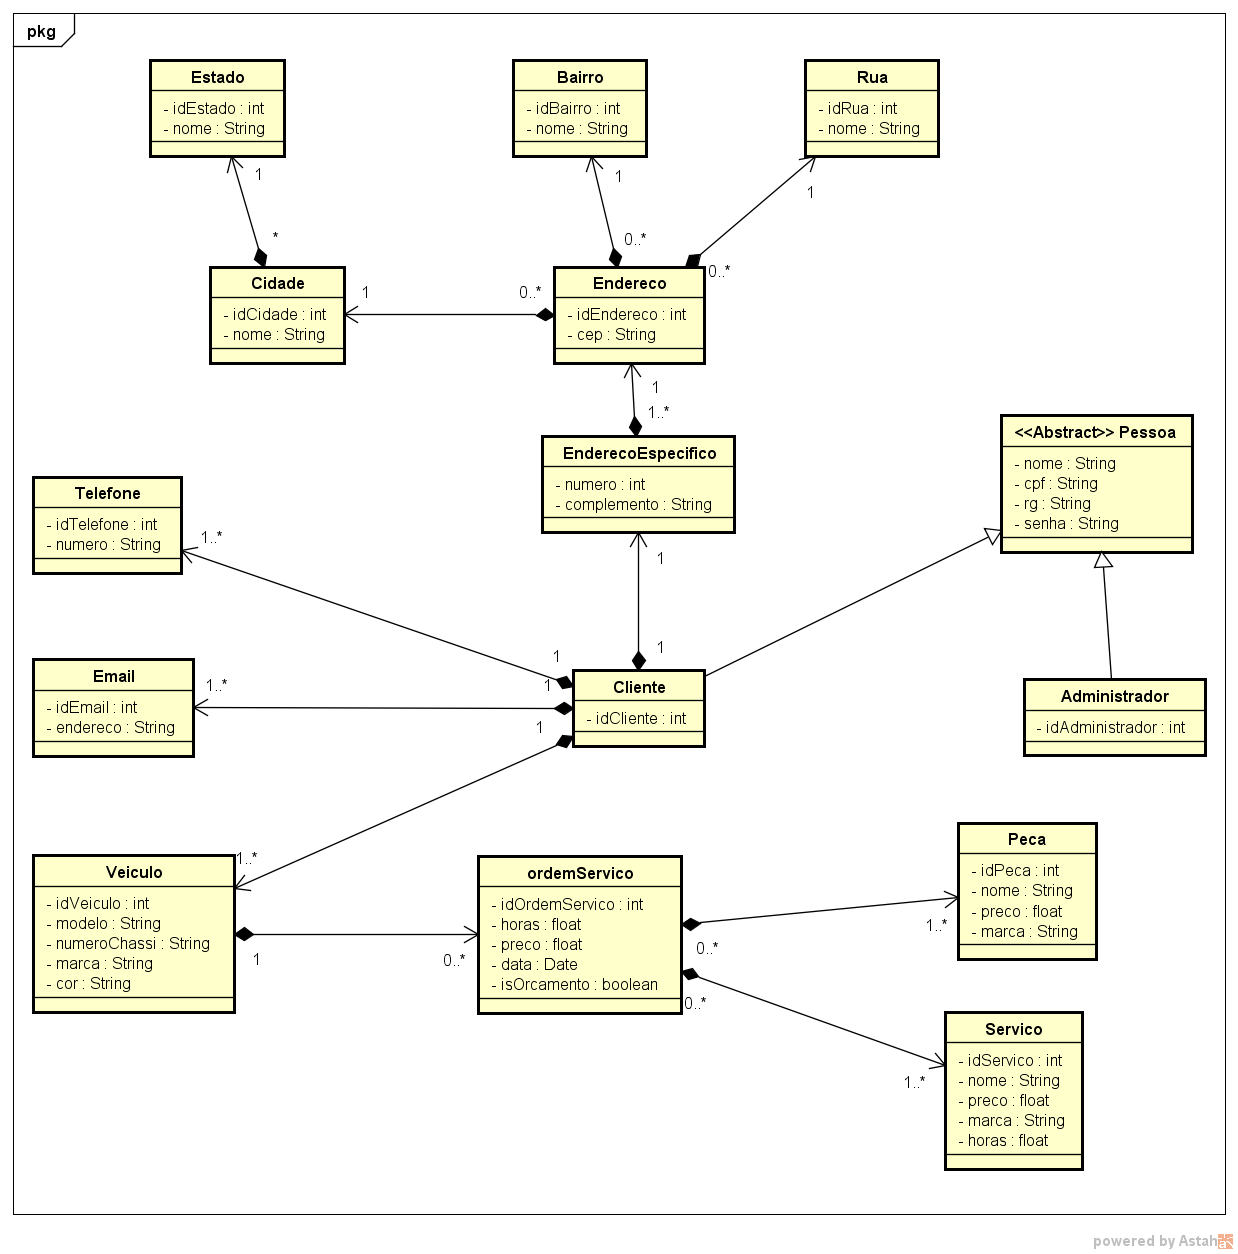 pkg
Estado
- idEstado : int
- nome : String
Bairro
- idBairro : int
- nome : String
Rua
- idRua : int
- nome : String
1
1
1
*
0..*
0..*
Cidade
- idCidade : int
- nome : String
1
0..*
Endereco
- idEndereco : int
- cep : String
1
1..*
EnderecoEspecifico
- numero : int
- complemento : String
<<Abstract>> Pessoa
- nome : String
- cpf : String
- rg : String
- senha : String
Telefone
- idTelefone : int
- numero : String
1..*
1
1
1
Email
- idEmail : int
- endereco : String
1..*
1
1
Cliente
- idCliente : int
Administrador
- idAdministrador : int
1..*
Veiculo
- idVeiculo : int
- modelo : String
- numeroChassi : String
- marca : String
- cor : String
1
0..*
ordemServico
- idOrdemServico : int
- horas : float
- preco : float
- data : Date
- isOrcamento : boolean
0..*
1..*
Peca
- idPeca : int
- nome : String
- preco : float
- marca : String
0..*
1..*
Servico
- idServico : int
- nome : String
- preco : float
- marca : String
- horas : float
powered by Astah